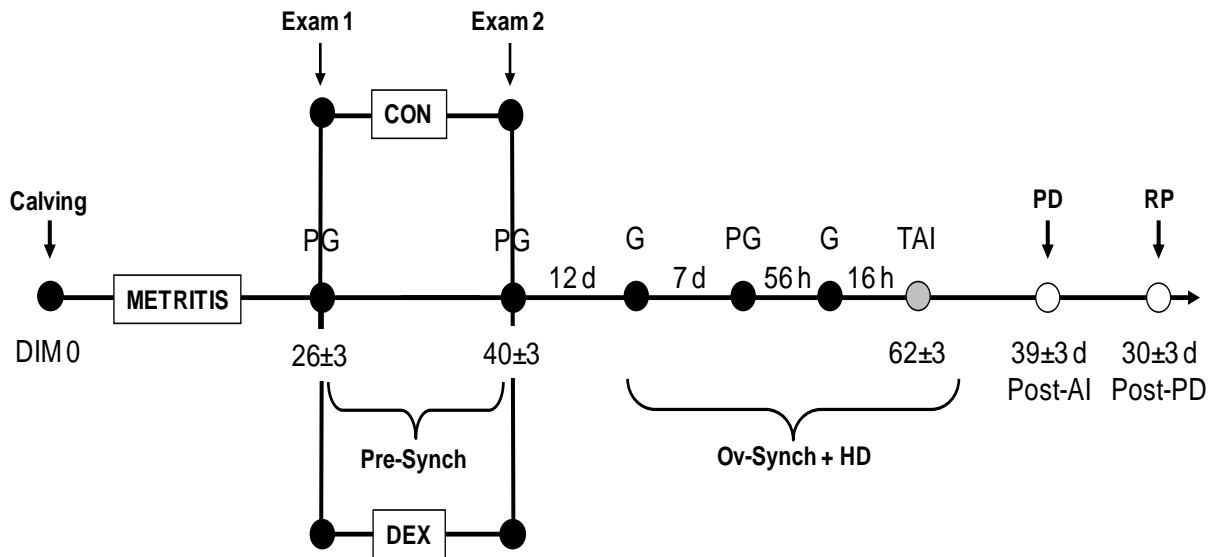 Exam 1
Exam 2
CON
Calving
PD
RP
PG
PG
G
PG
G
TAI
12 d
7 d
56 h
16 h
METRITIS
DIM 0
26±3
40±3
62±3
39±3 d
30±3 d
Post-AI
Post-PD
Pre-Synch
Ov-Synch + HD
DEX